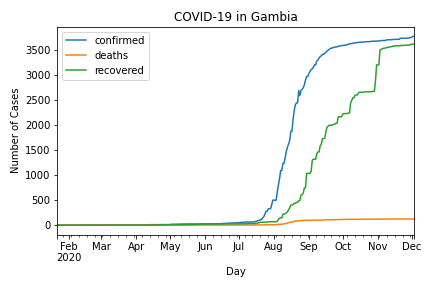 COVID-19 in Gambia
confirmed
deaths
recovered
Number of Cases
3500
3000
2500
2000
1500
1000
500
0
Feb Mar Apr May Jun Jul Aug Sep Oct Nov Dec
2020
Day